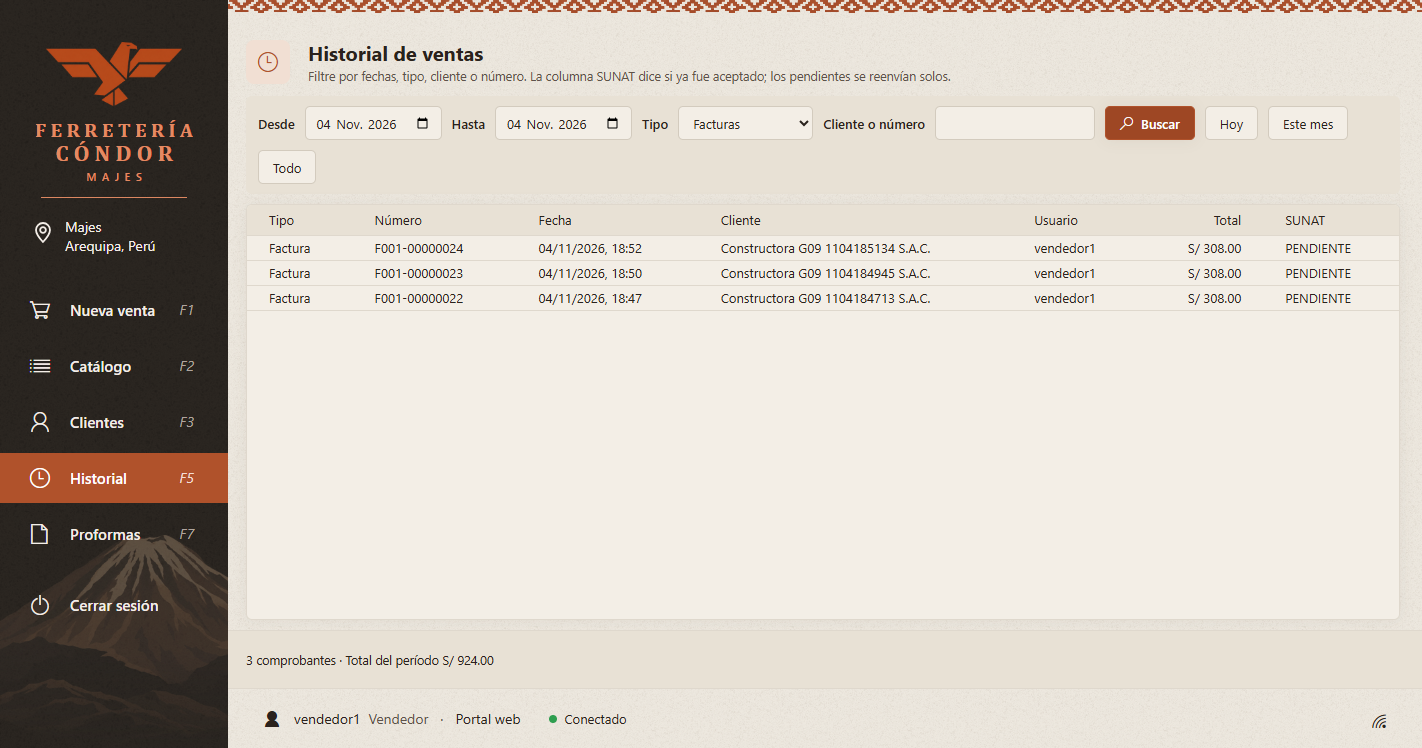 FERRETERÍA
CÓNDOR
MAJES
Majes
Arequipa, Perú
Nueva venta F1
Catálogo F2
Clientes F3
Historial F5
Proformas F7
Cerrar sesión
Historial de ventas
Filtre por fechas, tipo, cliente o número. La columna SUNAT dice si ya fue aceptado; los pendientes se reenvían solos.
Desde 04 Nov. 2026 Hasta 04 Nov. 2026 Tipo Facturas Cliente o número Buscar Hoy Este mes
Todo
Tipo Número Fecha Cliente Usuario Total SUNAT
Factura F001-00000024 04/11/2026, 18:52 Constructora G09 1104185134 S.A.C. vendedor1 S/ 308.00 PENDIENTE
Factura F001-00000023 04/11/2026, 18:50 Constructora G09 1104184945 S.A.C. vendedor1 S/ 308.00 PENDIENTE
Factura F001-00000022 04/11/2026, 18:47 Constructora G09 1104184713 S.A.C. vendedor1 S/ 308.00 PENDIENTE
3 comprobantes · Total del período S/ 924.00
vendedor1 Vendedor · Portal web Conectado